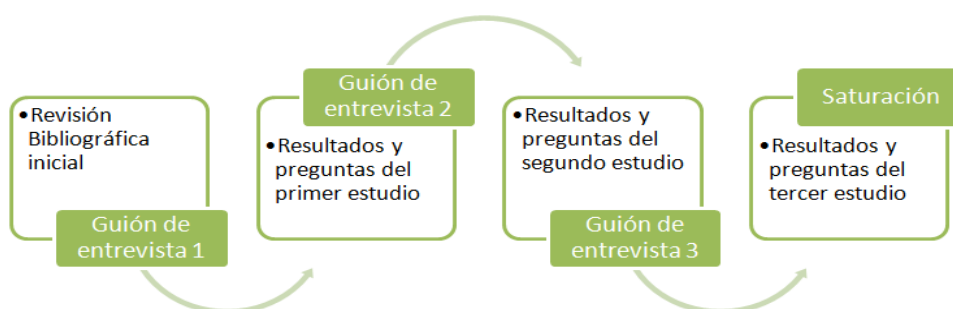 • Revisión
Bibliográfica
inicial
Guión de
entrevista 1
Guión de
entrevista 2
• Resultados y
preguntas del
primer estudio
• Resultados y
preguntas del
segundo estudio
Guión de
entrevista 3
Saturación
• Resultados y
preguntas del
tercer estudio